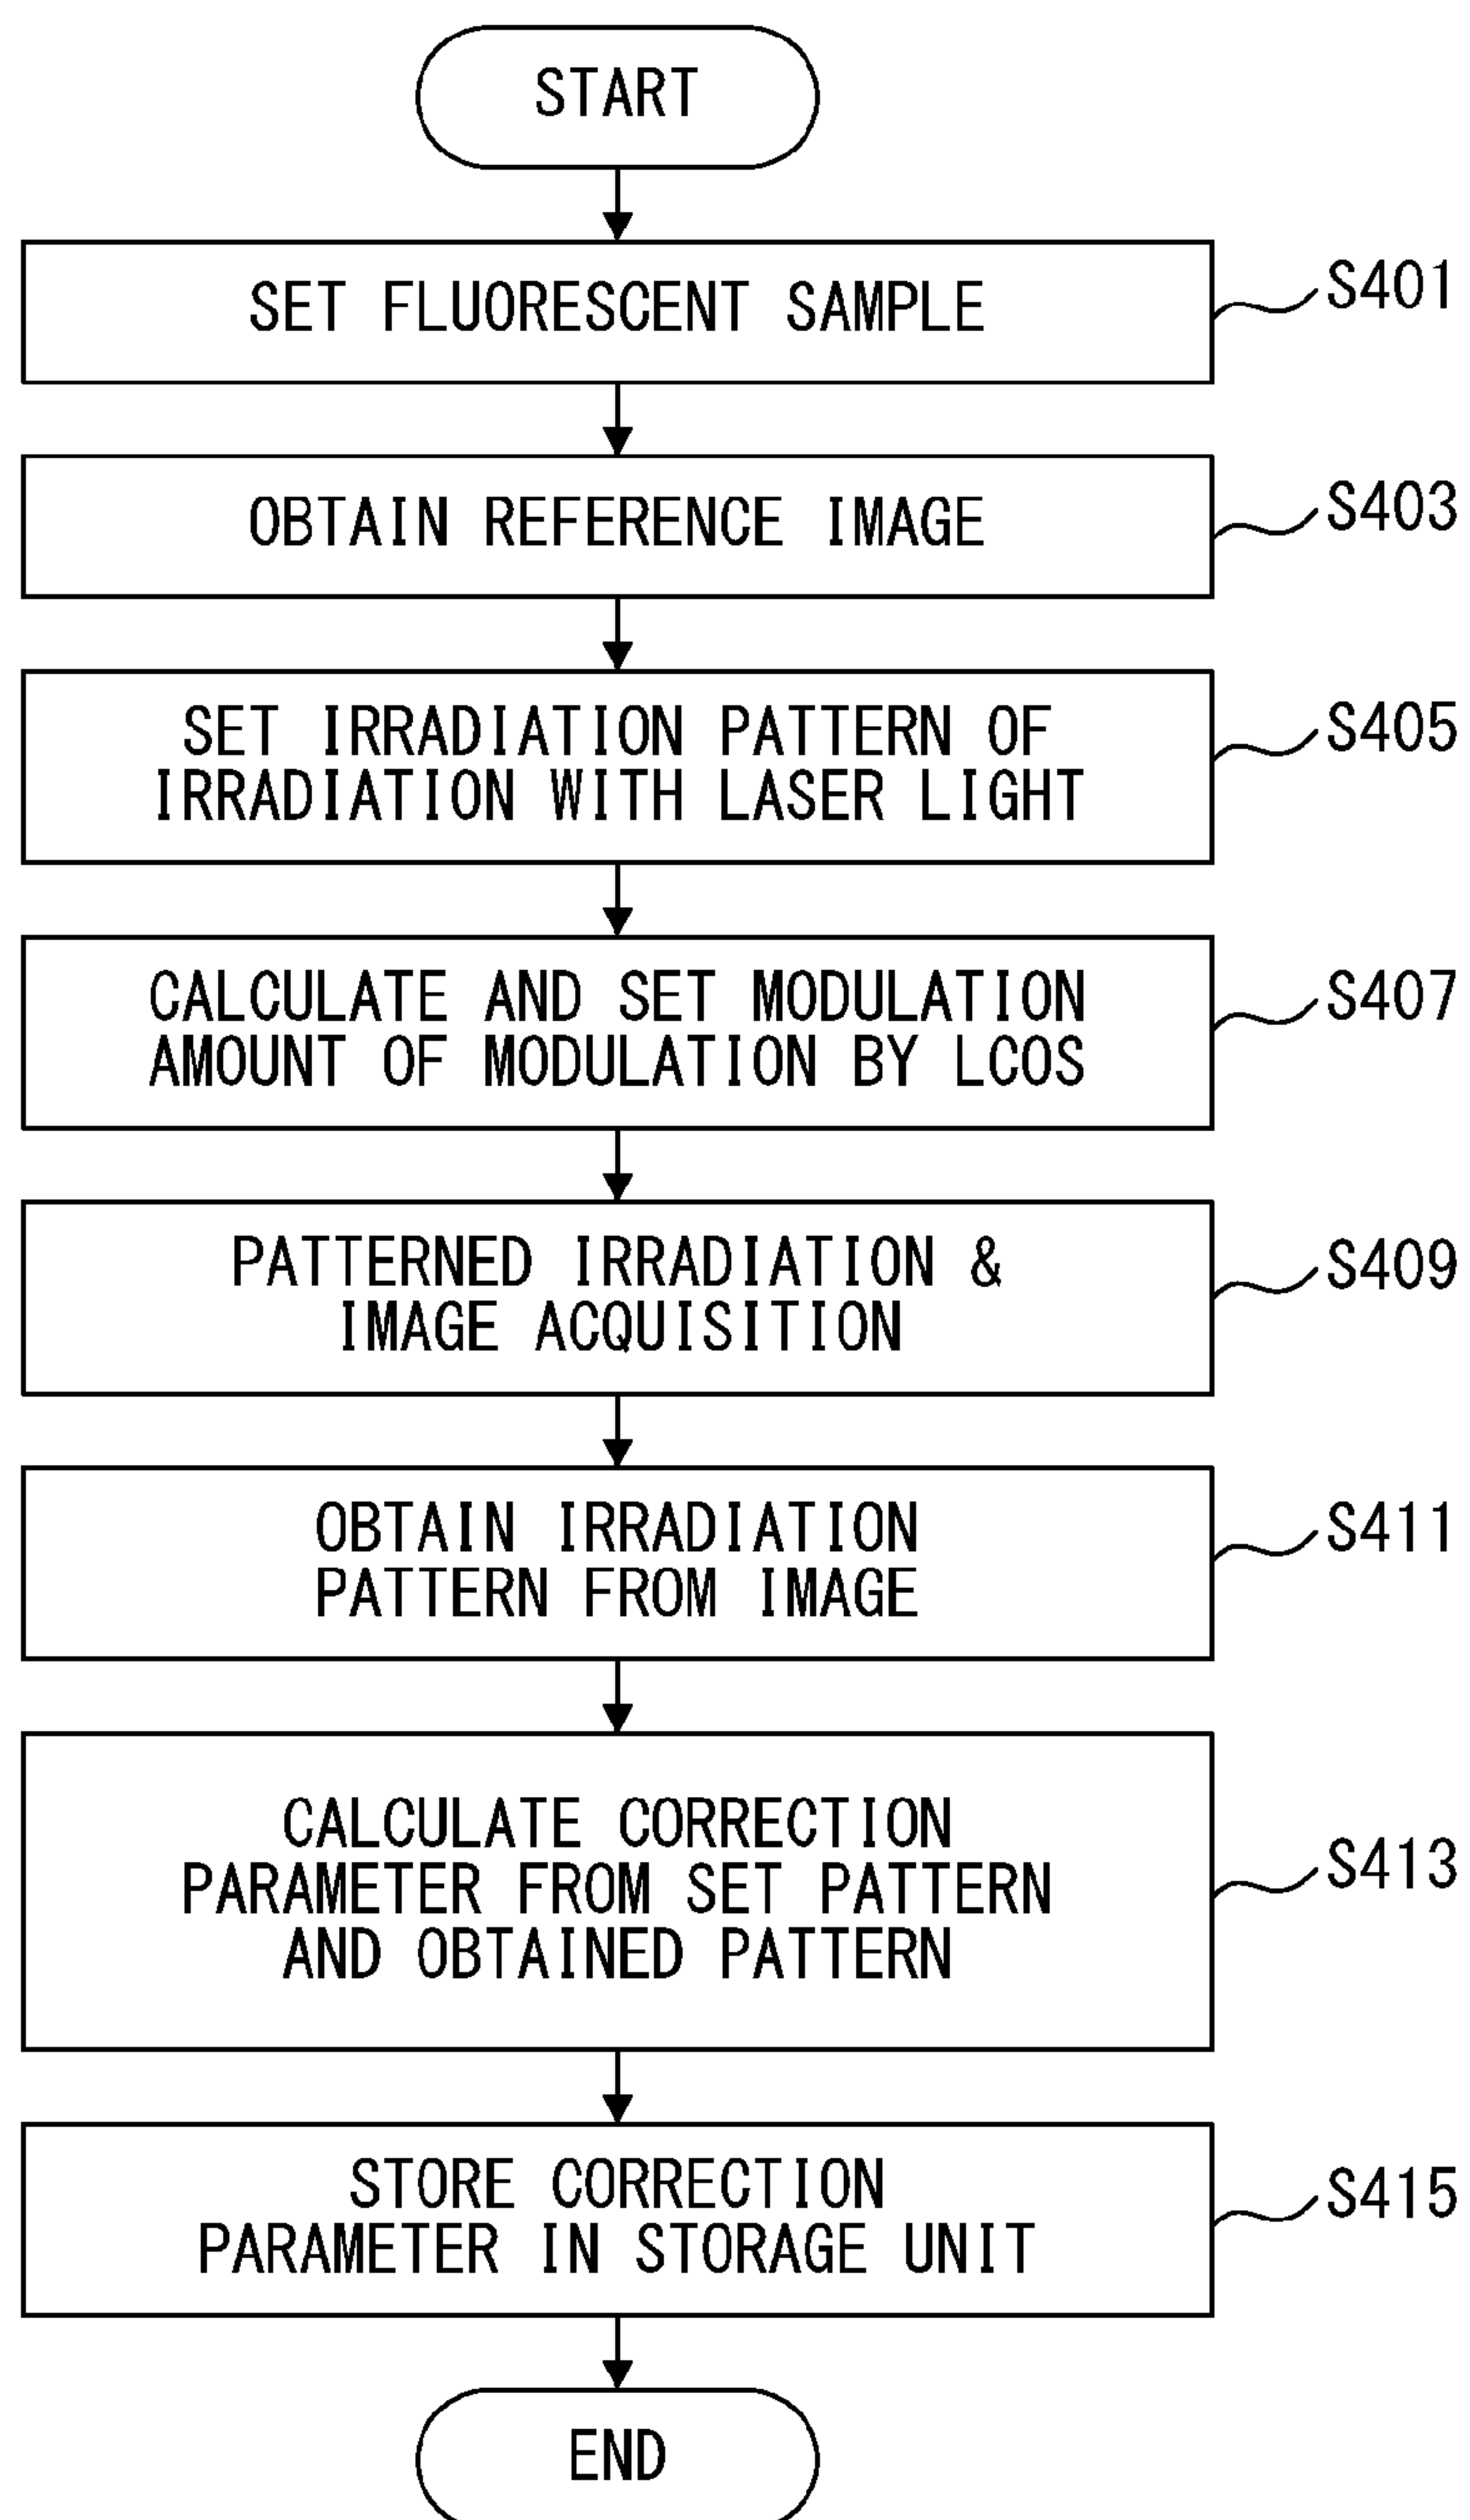 START
SET FLUORESCENT SAMPLE
S401
OBTAIN REFERENCE IMAGE
S403
SET IRRADIATION PATTERN OF
IRRADIATION WITH LASER LIGHT
S405
CALCULATE AND SET MODULATION
AMOUNT OF MODULATION BY LCOS
S407
PATTERNED IRRADIATION &
IMAGE ACQUISITION
S409
OBTAIN IRRADIATION
PATTERN FROM IMAGE
S411
CALCULATE CORRECTION
PARAMETER FROM SET PATTERN
AND OBTAINED PATTERN
S413
STORE CORRECTION
PARAMETER IN STORAGE UNIT
S415
END